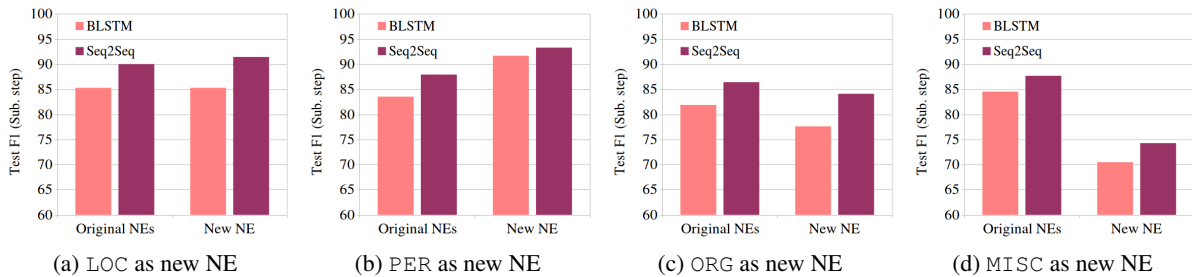 Test F1 (Sub. step)
100
95
90
85
80
75
70
65
60
BLSTM
Seq2Seq
Original NEs New NE
(a) LOC as new NE
Test F1 (Sub. step)
100
95
90
85
80
75
70
65
60
BLSTM
Seq2Seq
Original NEs New NE
(b) PER as new NE
Test F1 (Sub. step)
100
95
90
85
80
75
70
65
60
BLSTM
Seq2Seq
Original NEs New NE
(c) ORG as new NE
Test F1 (Sub. step)
100
95
90
85
80
75
70
65
60
BLSTM
Seq2Seq
Original NEs New NE
(d) MISC as new NE